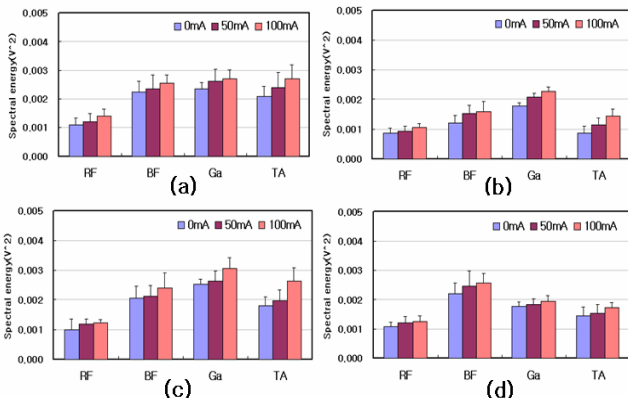 0mA 50mA 100mA
Spectral energy(V^2)
0,005
0,004
0,003
0,002
0,001
0,000
RF BF Ga TA
(a)
0mA 50mA 100mA
Spectral energy(V^2)
0,005
0,004
0,003
0,002
0,001
0,000
RF BF Ga TA
(b)
0mA 50mA 100mA
Spectral energy(V^2)
0,005
0,004
0,003
0,002
0,001
0,000
RF BF Ga TA
(c)
0mA 50mA 100mA
Spectral energy(V^2)
0,005
0,004
0,003
0,002
0,001
0,000
RF BF Ga TA
(d)